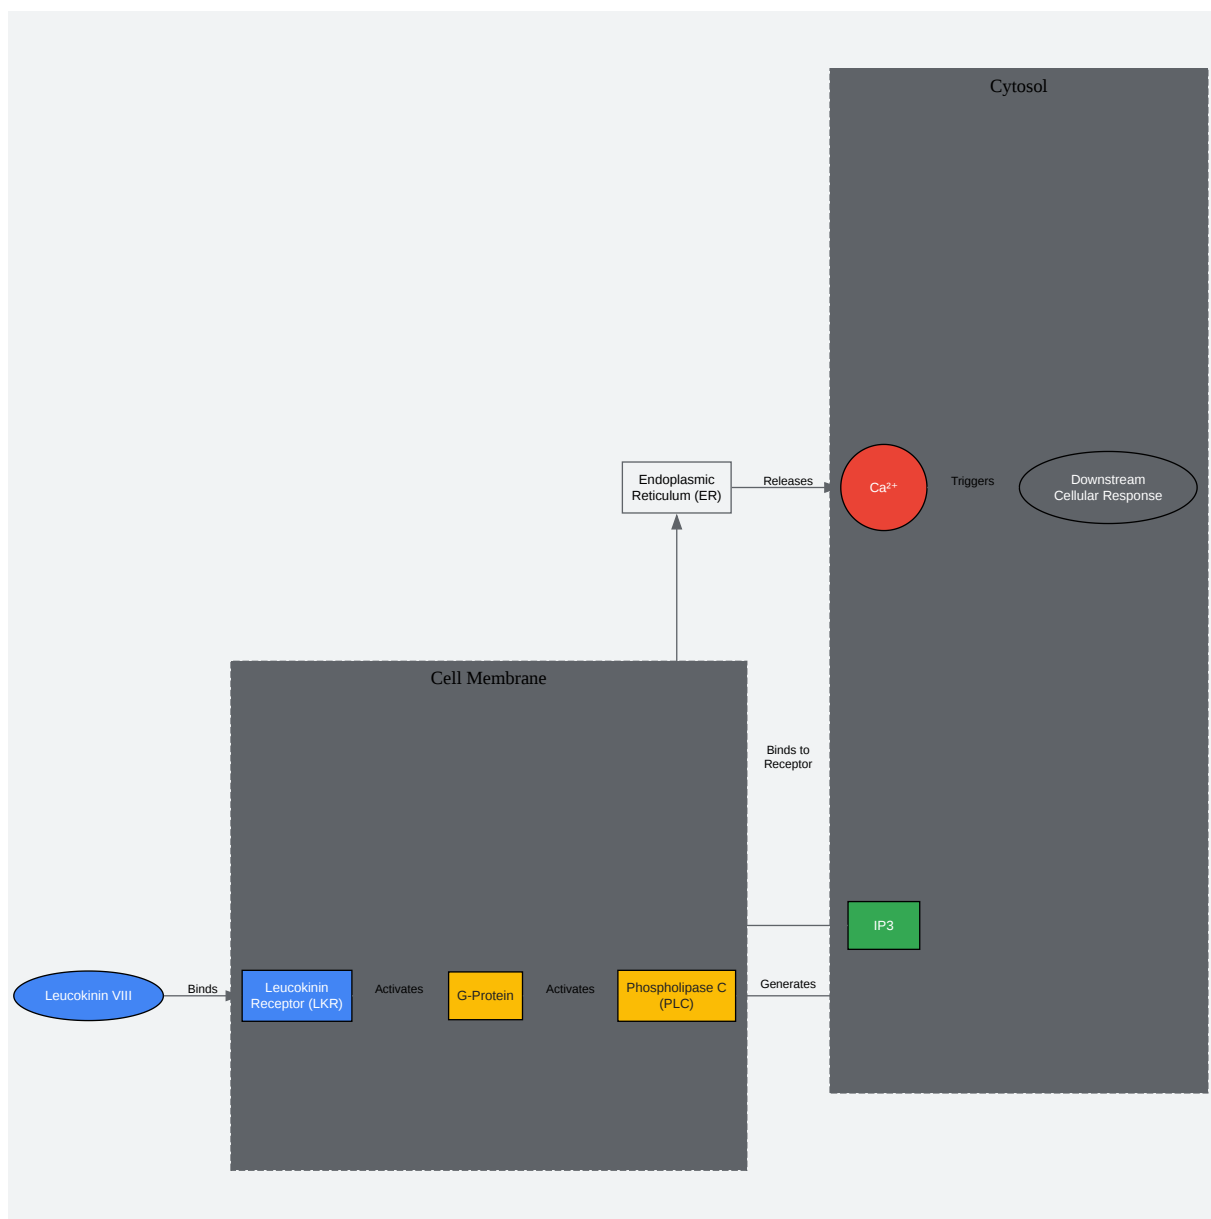 Cytosol
Endoplasmic
Reticulum (ER)
Releases
Ca²⁺
Triggers
Downstream
Cellular Response
Cell Membrane
Binds to
Receptor
IP3
Leucokinin VIII
Binds
Leucokinin
Receptor (LKR)
Activates
G-Protein
Activates
Phospholipase C
(PLC)
Generates